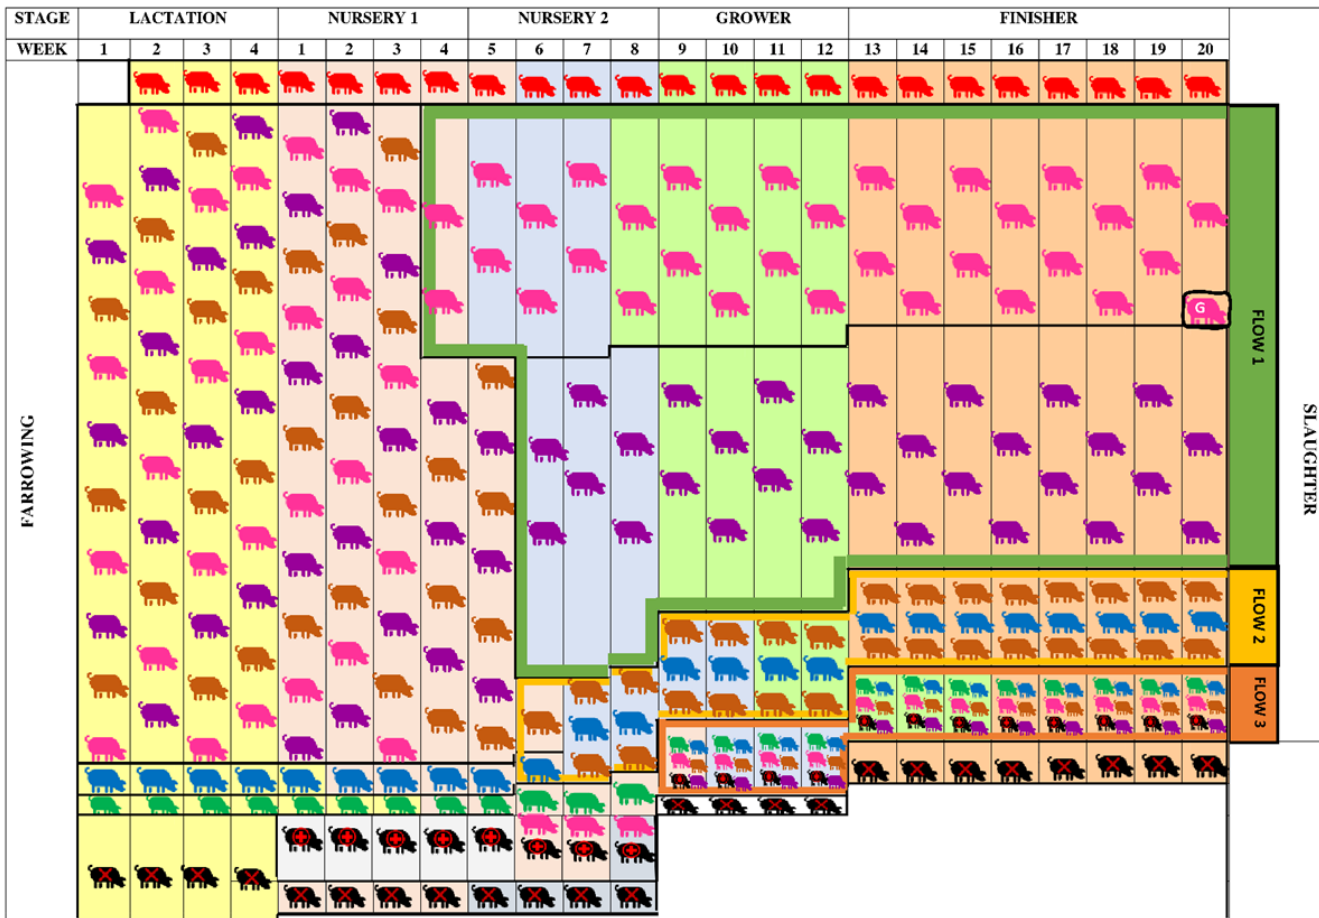 STAGE LACTATION NURSERY 1 NURSERY 2 GROWER FINISHER
WEEK 1 2 3 4 1 2 3 4 5 6 7 8 9 10 11 12 13 14 15 16 17 18 19 20
FARROWING
G
FLOW 1
FLOW 2
FLOW 3
SLAUGHTER